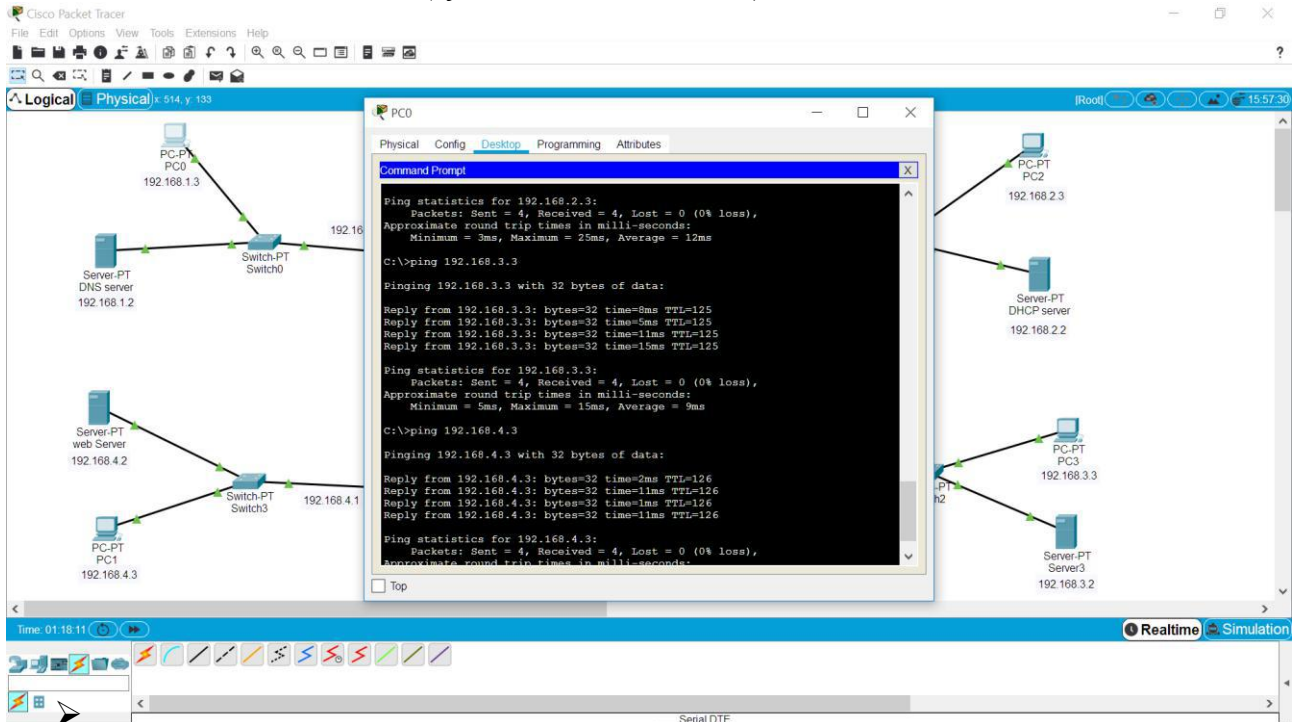 Cisco Packet Tracer
File Edit Options View Tools Extensions Help
?
Logical Physical x: 514, y: 133
[Root] 15:57:30
PC-PT
PC0
192.168.1.3
Server-PT
DNS server
192.168.1.2
Switch-PT
Switch0
192.16
Server-PT
web Server
192.168.4.2
Switch-PT
Switch3
192.168.4.1
PC-PT
PC1
192.168.4.3
PC0
Physical Config Desktop Programming Attributes
Command Prompt
X
Ping statistics for 192.168.2.3:
Packets: Sent = 4, Received = 4, Lost = 0 (0% loss),
Approximate round trip times in milli-seconds:
Minimum = 3ms, Maximum = 25ms, Average = 12ms
C:\>ping 192.168.3.3
Pinging 192.168.3.3 with 32 bytes of data:
Reply from 192.168.3.3: bytes=32 time=8ms TTL=125
Reply from 192.168.3.3: bytes=32 time=5ms TTL=125
Reply from 192.168.3.3: bytes=32 time=11ms TTL=125
Reply from 192.168.3.3: bytes=32 time=15ms TTL=125
Ping statistics for 192.168.3.3:
Packets: Sent = 4, Received = 4, Lost = 0 (0% loss),
Approximate round trip times in milli-seconds:
Minimum = 5ms, Maximum = 15ms, Average = 9ms
C:\>ping 192.168.4.3
Pinging 192.168.4.3 with 32 bytes of data:
Reply from 192.168.4.3: bytes=32 time=2ms TTL=126
Reply from 192.168.4.3: bytes=32 time=11ms TTL=126
Reply from 192.168.4.3: bytes=32 time=1ms TTL=126
Reply from 192.168.4.3: bytes=32 time=11ms TTL=126
Ping statistics for 192.168.4.3:
Packets: Sent = 4, Received = 4, Lost = 0 (0% loss),
Approximate round trip times in milli-seconds:
Top
PC-PT
PC2
192.168.2.3
Server-PT
DHCP server
192.168.2.2
PC-PT
PC3
192.168.3.3
-PT
h2
Server-PT
Server3
192.168.3.2
Time: 01:18:11
Realtime Simulation
Serial DTE